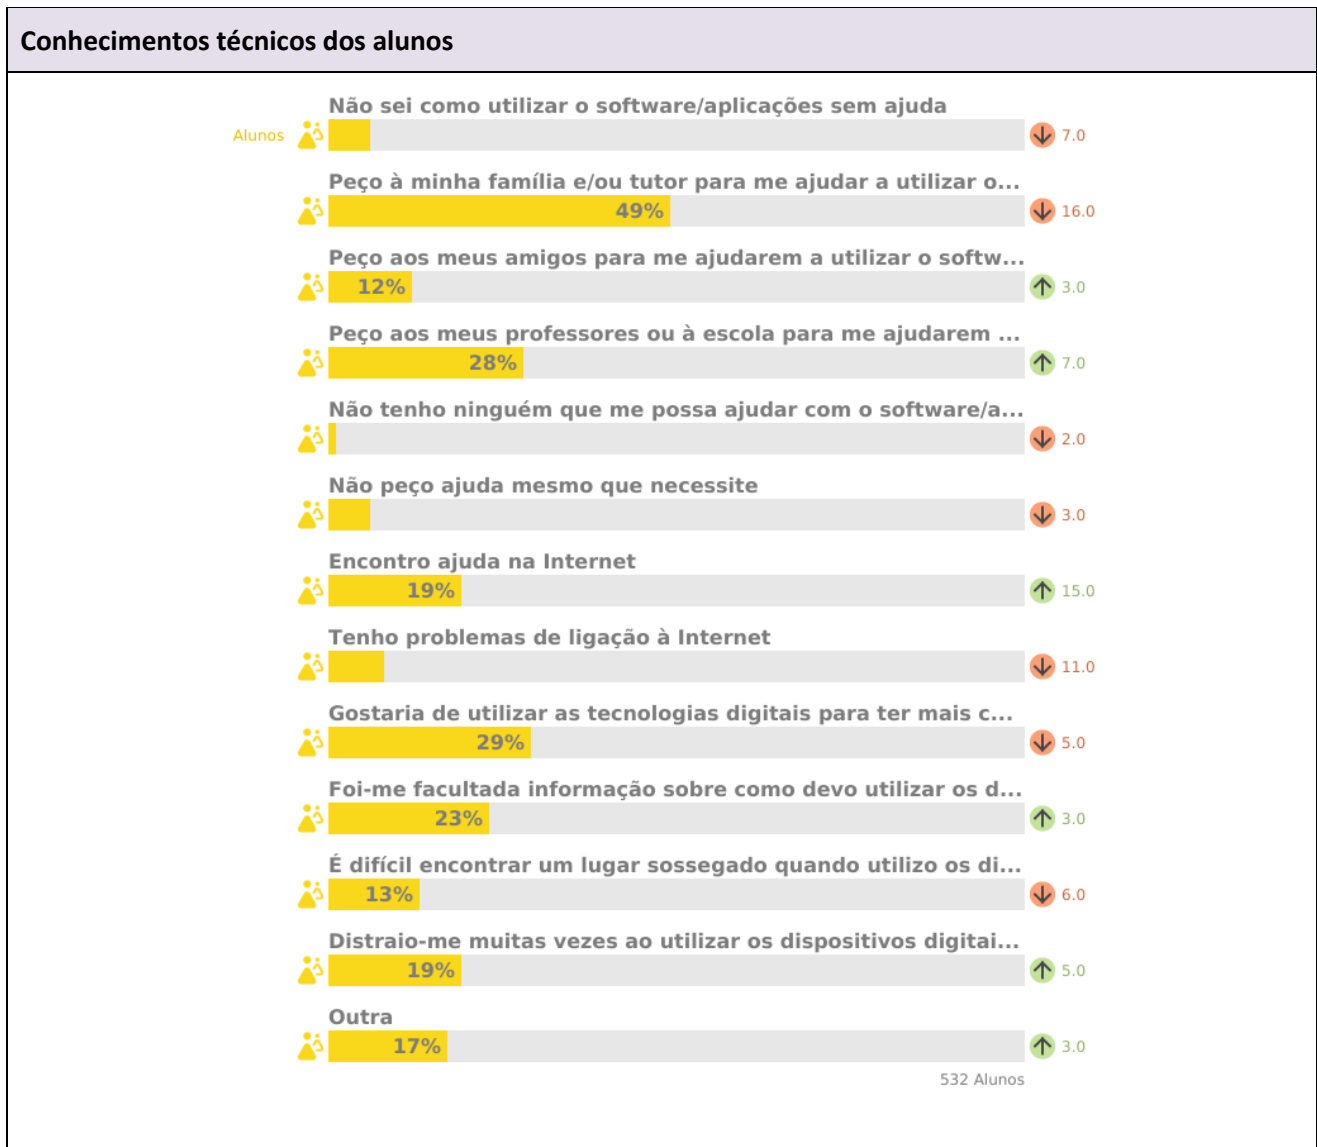 Conhecimentos técnicos dos alunos
Não sei como utilizar o software/aplicações sem ajuda
Alunos 7.0
Peço à minha família e/ou tutor para me ajudar a utilizar o...
49% 16.0
Peço aos meus amigos para me ajudarem a utilizar o softw...
12% 3.0
Peço aos meus professores ou à escola para me ajudarem ...
28% 7.0
Não tenho ninguém que me possa ajudar com o software/a...
2.0
Não peço ajuda mesmo que necessite
3.0
Encontro ajuda na Internet
19% 15.0
Tenho problemas de ligação à Internet
11.0
Gostaria de utilizar as tecnologias digitais para ter mais c...
29% 5.0
Foi-me facultada informação sobre como devo utilizar os d...
23% 3.0
É difícil encontrar um lugar sossegado quando utilizo os di...
13% 6.0
Distraio-me muitas vezes ao utilizar os dispositivos digitai...
19% 5.0
Outra
17% 3.0
532 Alunos